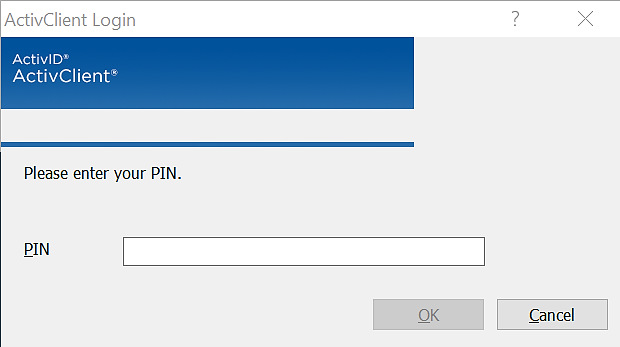 ActivClient Login
ActivID®
ActivClient®
Please enter your PIN.
PIN
OK
Cancel